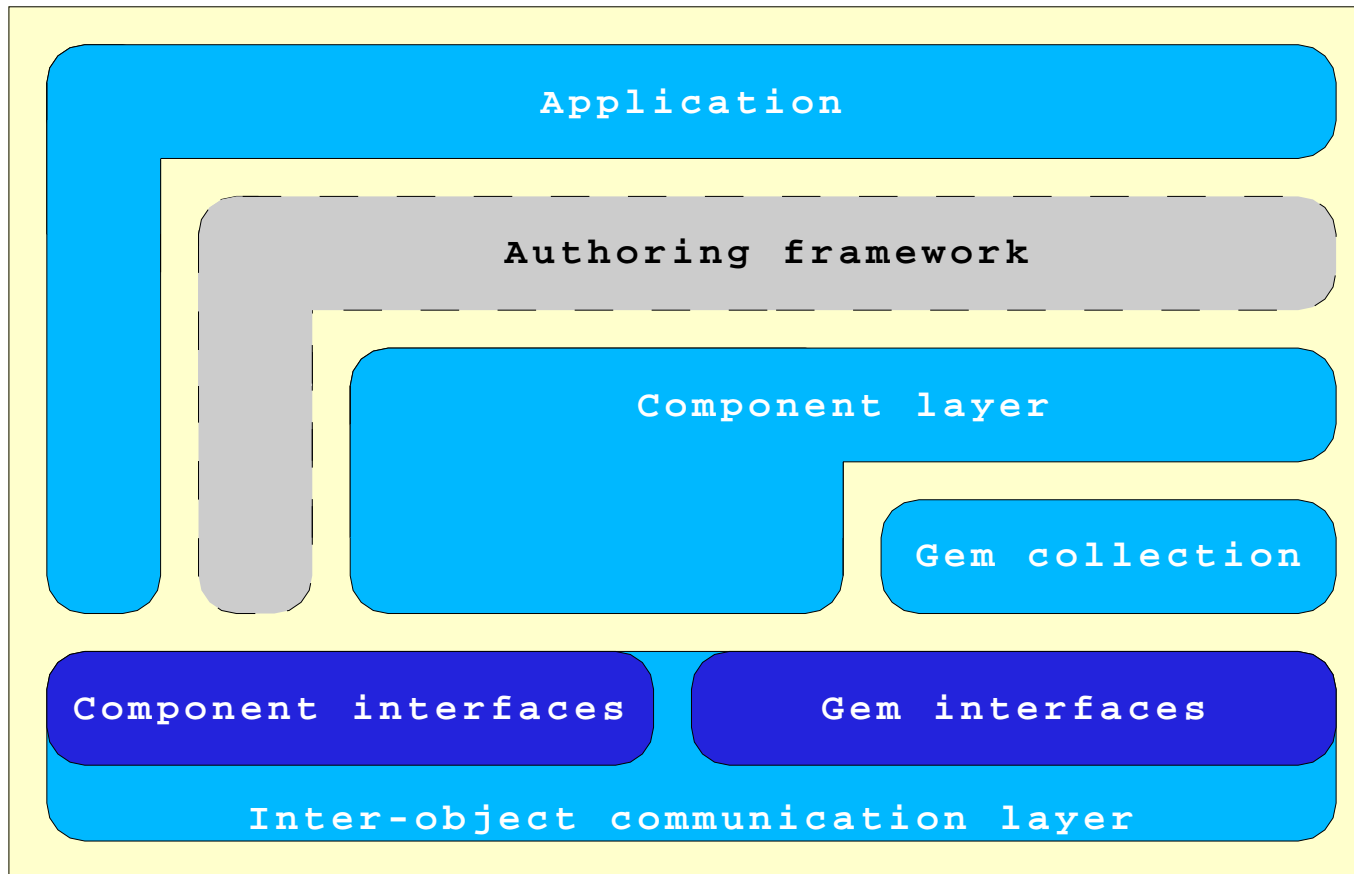 Application
Authoring framework
Component layer
Gem collection
Component interfaces
Gem interfaces
Inter-object communication layer